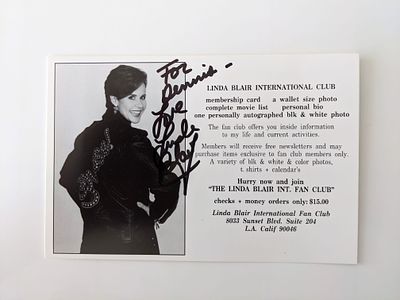 For
Dennis -
Love
Linda
Blair
LINDA BLAIR INTERNATIONAL CLUB
membership card a wallet size photo
complete movie list personal bio
one personally autographed blk & white photo
The fan club offers you inside information
to my life and current activities.
Members will receive free newsletters and may
purchase items exclusive to fan club members only.
A variety of blk & white & color photos,
t. shirts + calendar's
Hurry now and join
"THE LINDA BLAIR INT. FAN CLUB"
checks + money orders only: $15.00
Linda Blair International Fan Club
8033 Sunset Blvd. Suite 204
L.A. Calif 90046